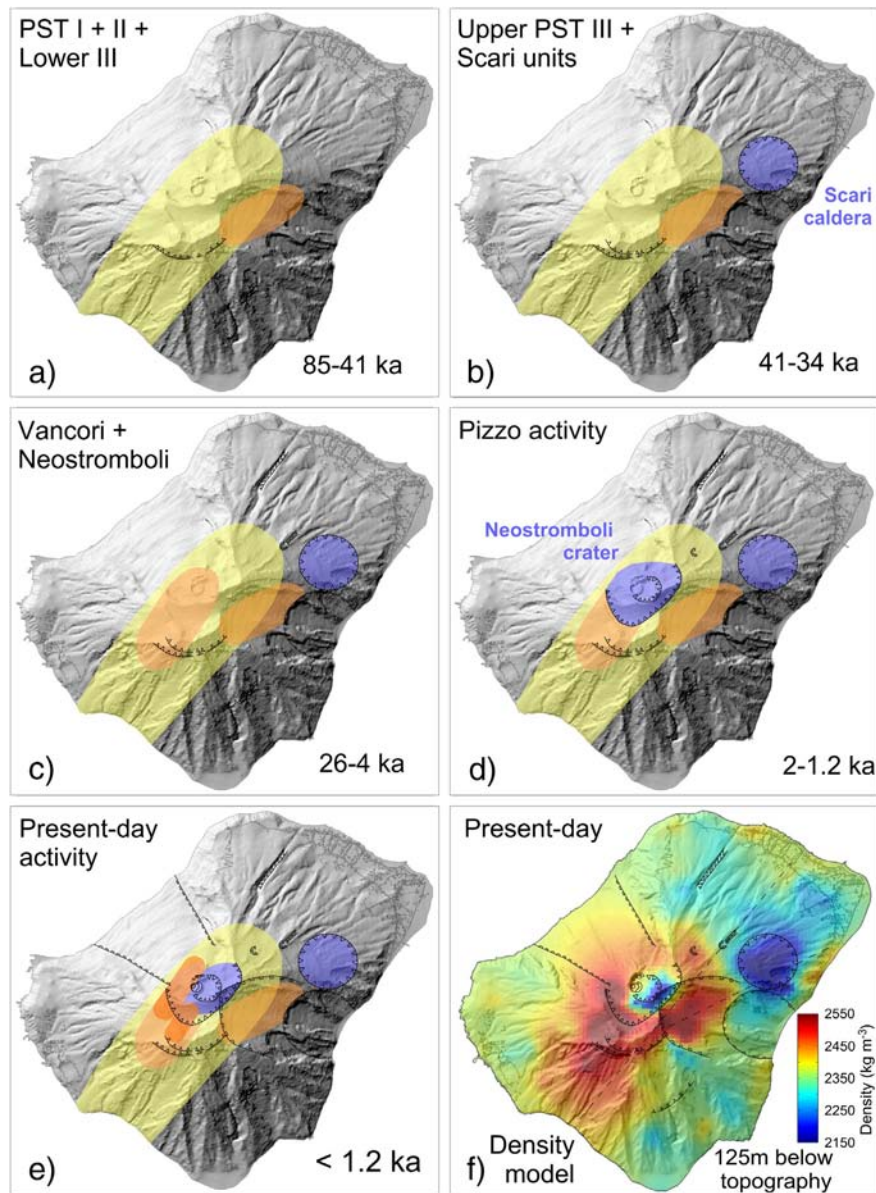 PST I + II +
Lower III
a)
85-41 ka
Upper PST III +
Scari units
Scari
caldera
b)
41-34 ka
Vancori +
Neostromboli
c)
26-4 ka
Pizzo activity
Neostromboli
crater
d)
2-1.2 ka
Present-day
activity
e)
< 1.2 ka
Present-day
2550
2450
2350
2250
2150
Density (kg m⁻³)
f)
Density
model
125m below
topography